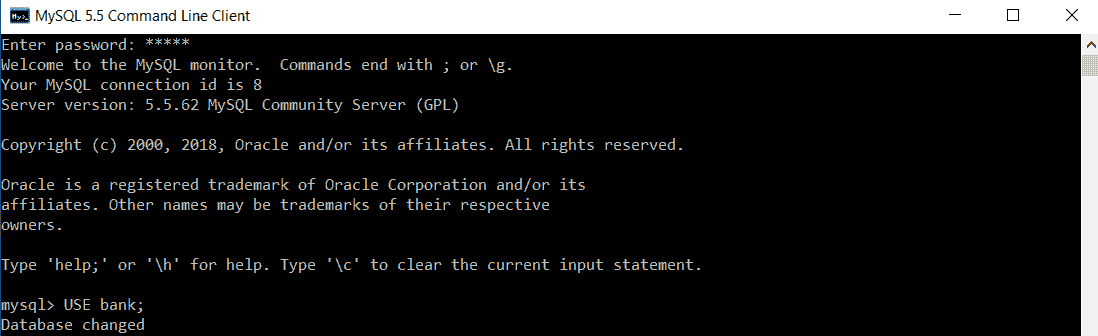 MySQL 5.5 Command Line Client
Enter password: *****
Welcome to the MySQL monitor.  Commands end with ; or \g.
Your MySQL connection id is 8
Server version: 5.5.62 MySQL Community Server (GPL)
Copyright (c) 2000, 2018, Oracle and/or its affiliates. All rights reserved.
Oracle is a registered trademark of Oracle Corporation and/or its
affiliates. Other names may be trademarks of their respective
owners.
Type 'help;' or '\h' for help. Type '\c' to clear the current input statement.
mysql> USE bank;
Database changed